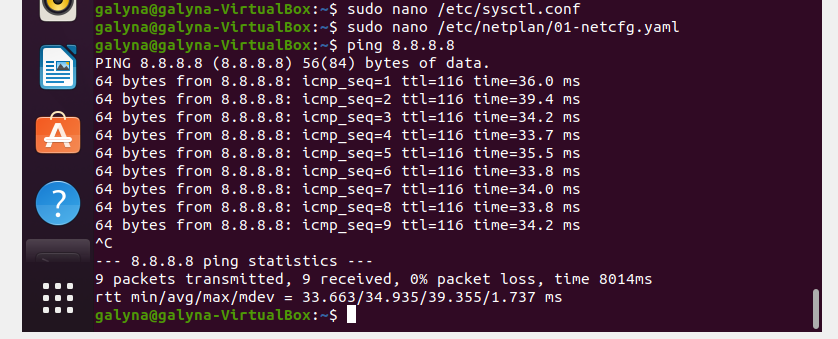 galyna@galyna-VirtualBox:~$ sudo nano /etc/sysctl.conf
galyna@galyna-VirtualBox:~$ sudo nano /etc/netplan/01-netcfg.yaml
galyna@galyna-VirtualBox:~$ ping 8.8.8.8
PING 8.8.8.8 (8.8.8.8) 56(84) bytes of data.
64 bytes from 8.8.8.8: icmp_seq=1 ttl=116 time=36.0 ms
64 bytes from 8.8.8.8: icmp_seq=2 ttl=116 time=39.4 ms
64 bytes from 8.8.8.8: icmp_seq=3 ttl=116 time=34.2 ms
64 bytes from 8.8.8.8: icmp_seq=4 ttl=116 time=33.7 ms
64 bytes from 8.8.8.8: icmp_seq=5 ttl=116 time=35.5 ms
64 bytes from 8.8.8.8: icmp_seq=6 ttl=116 time=33.8 ms
64 bytes from 8.8.8.8: icmp_seq=7 ttl=116 time=34.0 ms
64 bytes from 8.8.8.8: icmp_seq=8 ttl=116 time=33.8 ms
64 bytes from 8.8.8.8: icmp_seq=9 ttl=116 time=34.2 ms
^C
--- 8.8.8.8 ping statistics ---
9 packets transmitted, 9 received, 0% packet loss, time 8014ms
rtt min/avg/max/mdev = 33.663/34.935/39.355/1.737 ms
galyna@galyna-VirtualBox:~$